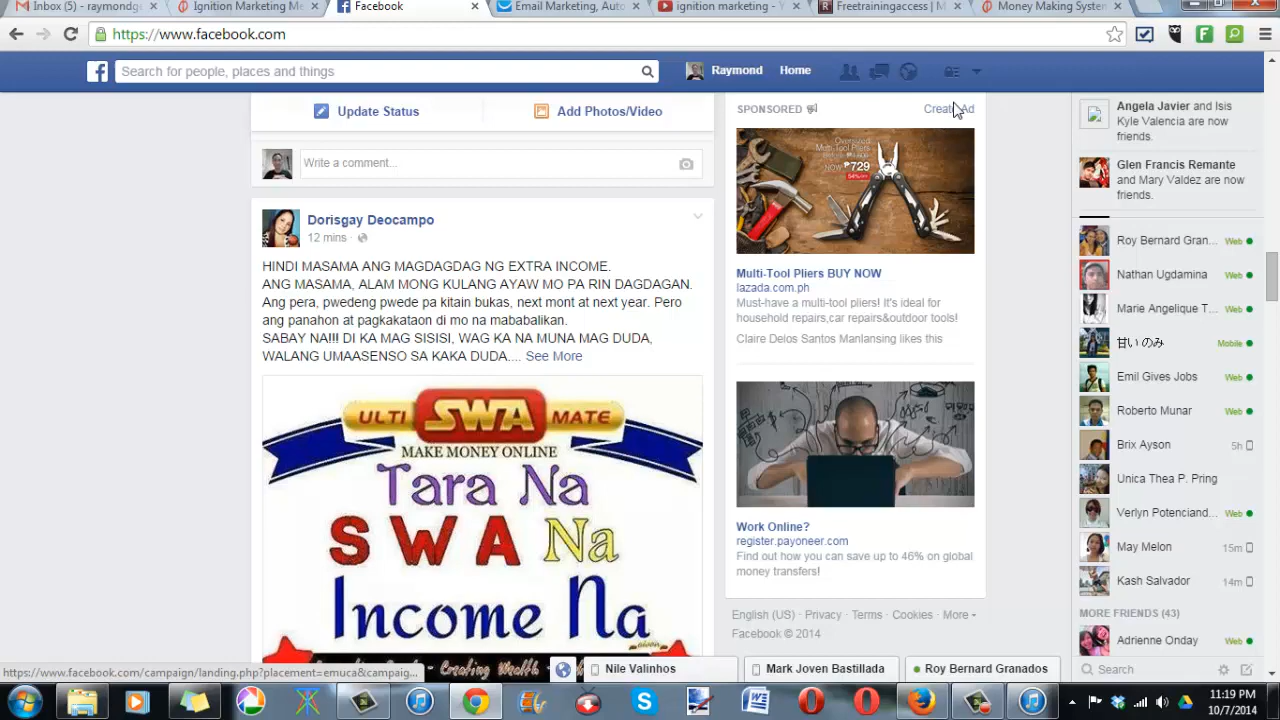 Inbox (5) - raymondg
Ignition Marketing Me
Facebook
Email Marketing, Auto
ignition marketing - Y
Freetrainingaccess | M
Money Making System
https://www.facebook.com
Search for people, places and things
Raymond
Home
Update Status
Add Photos/Video
Write a comment...
Dorisgay Deocampo
12 mins ·
HINDI MASAMA ANG MAGDAGDAG NG EXTRA INCOME.
ANG MASAMA, ALAM MONG KULANG AYAW MO PA RIN DAGDAGAN.
Ang pera, pwedeng pwede pa kitain bukas, next mont at next year. Pero
ang panahon at pagkakataon di mo na mababalikan.
SABAY NA!!! DI KA MAG SISISI, WAG KA NA MUNA MAG DUDA,
WALANG UMAASENSO SA KAKA DUDA.... See More
ULTI SWA MATE
MAKE MONEY ONLINE
Tara Na
SWA Na
Income Na
Creating Wealth
SPONSORED
Create Ad
Oversized
Multi-Tool Pliers
NOW ₱729
54% OFF
Multi-Tool Pliers BUY NOW
lazada.com.ph
Must-have a multi-tool pliers! It's ideal for
household repairs,car repairs&outdoor tools!
Claire Delos Santos Manlansing likes this
Work Online?
register.payoneer.com
Find out how you can save up to 46% on global
money transfers!
English (US) · Privacy · Terms · Cookies · More
Facebook © 2014
Angela Javier and Isis
Kyle Valencia are now
friends.
Glen Francis Remante
and Mary Valdez are now
friends.
Roy Bernard Gran... Web
Nathan Ugdamina Web
Marie Angelique T... Web
甘い のみ Mobile
Emil Gives Jobs Web
Roberto Munar Web
Brix Ayson 5h
Unica Thea P. Pring
Verlyn Potenciand... Web
May Melon 15m
Kash Salvador 14m
MORE FRIENDS (43)
Adrienne Onday Web
Search
https://www.facebook.com/campaign/landing.php?placement=emuca&campaig...
Nile Valinhos
Mark Joven Bastillada
Roy Bernard Granados
11:19 PM
10/7/2014